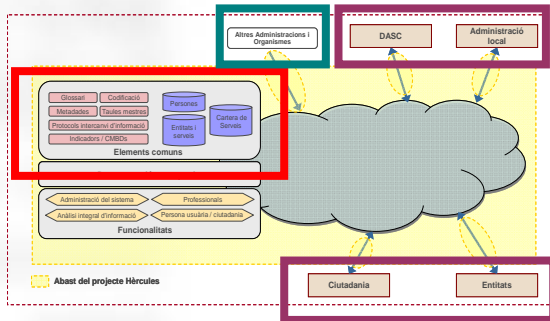 Altres Administracions i
Organismes
DASC
Administració
local
Glossari
Codificació
Metadades
Taules mestres
Protocols intercanvi d'informació
Indicadors / CMBDs
Persones
Entitats i
serveis
Cartera de
Serveis
Elements comuns
Administració del sistema
Professionals
Anàlisi integral d'informació
Persona usuària / ciutadania
Funcionalitats
Abast del projecte Hèrcules
Ciutadania
Entitats